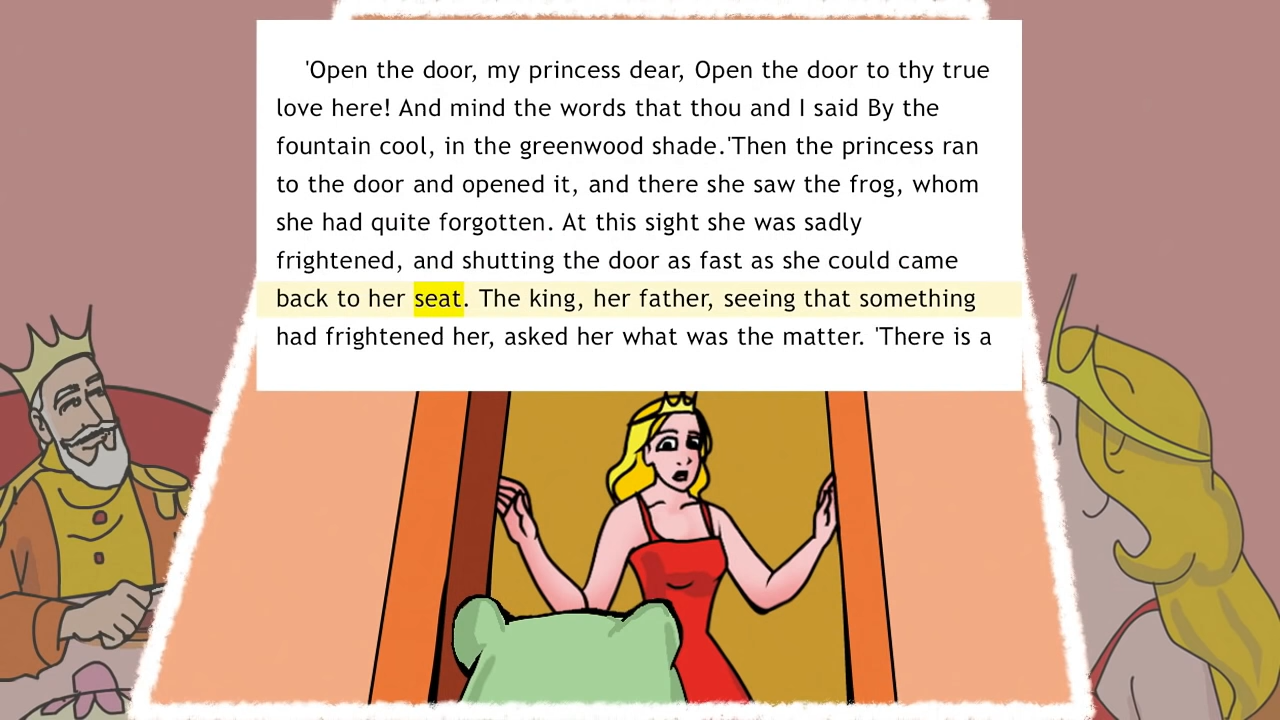 'Open the door, my princess dear, Open the door to thy true
love here! And mind the words that thou and I said By the
fountain cool, in the greenwood shade.'Then the princess ran
to the door and opened it, and there she saw the frog, whom
she had quite forgotten. At this sight she was sadly
frightened, and shutting the door as fast as she could came
back to her seat. The king, her father, seeing that something
had frightened her, asked her what was the matter. 'There is a